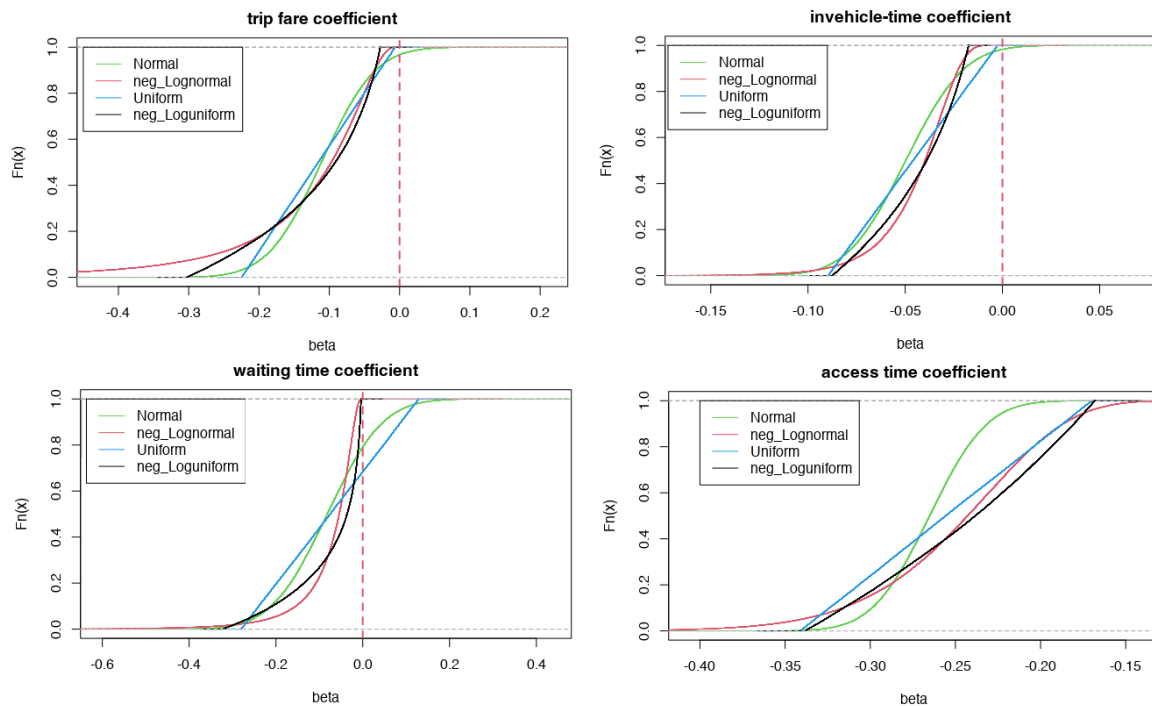 trip fare coefficient
Normal
neg_Lognormal
Uniform
neg_Loguniform
Fn(x)
0.0 0.2 0.4 0.6 0.8 1.0
-0.4 -0.3 -0.2 -0.1 0.0 0.1 0.2
beta
invehicle-time coefficient
Normal
neg_Lognormal
Uniform
neg_Loguniform
Fn(x)
0.0 0.2 0.4 0.6 0.8 1.0
-0.15 -0.10 -0.05 0.00 0.05
beta
waiting time coefficient
Normal
neg_Lognormal
Uniform
neg_Loguniform
Fn(x)
0.0 0.2 0.4 0.6 0.8 1.0
-0.6 -0.4 -0.2 0.0 0.2 0.4
beta
access time coefficient
Normal
neg_Lognormal
Uniform
neg_Loguniform
Fn(x)
0.0 0.2 0.4 0.6 0.8 1.0
-0.40 -0.35 -0.30 -0.25 -0.20 -0.15
beta